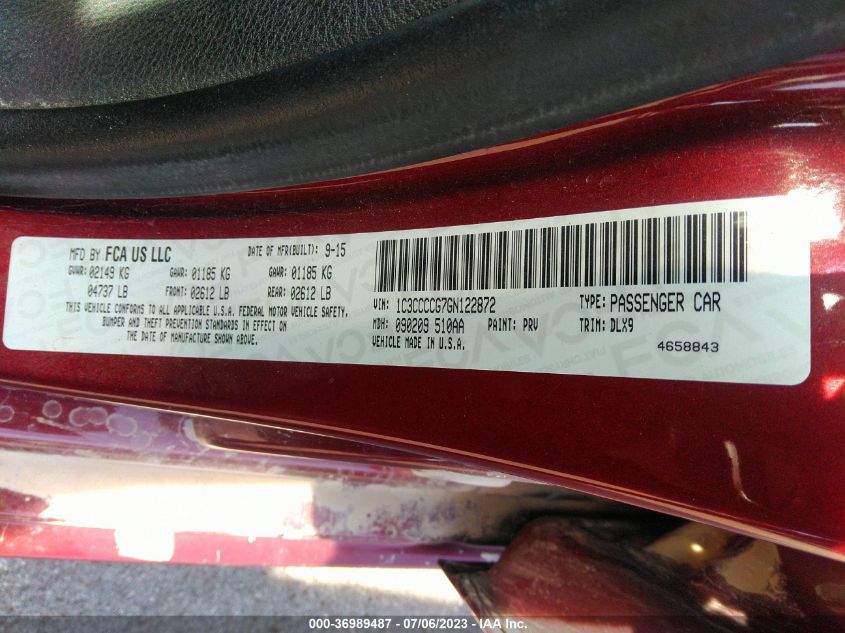 MFD BY FCA US LLC DATE OF MFR(BUILT): 9-15
GVWR: 02149 KG GAWR: 01185 KG GAWR: 01185 KG
04737 LB FRONT: 02612 LB REAR: 02612 LB
THIS VEHICLE CONFORMS TO ALL APPLICABLE U.S.A. FEDERAL MOTOR VEHICLE SAFETY,
BUMPER AND THEFT PREVENTION STANDARDS IN EFFECT ON
THE DATE OF MANUFACTURE SHOWN ABOVE.
VIN: 1C3CCCCG7GN122872 TYPE: PASSENGER CAR
MDH: 090209 510AA PAINT: PRV TRIM: DLX9
VEHICLE MADE IN U.S.A. 4658843
000-36989487 - 07/06/2023 - IAA Inc.